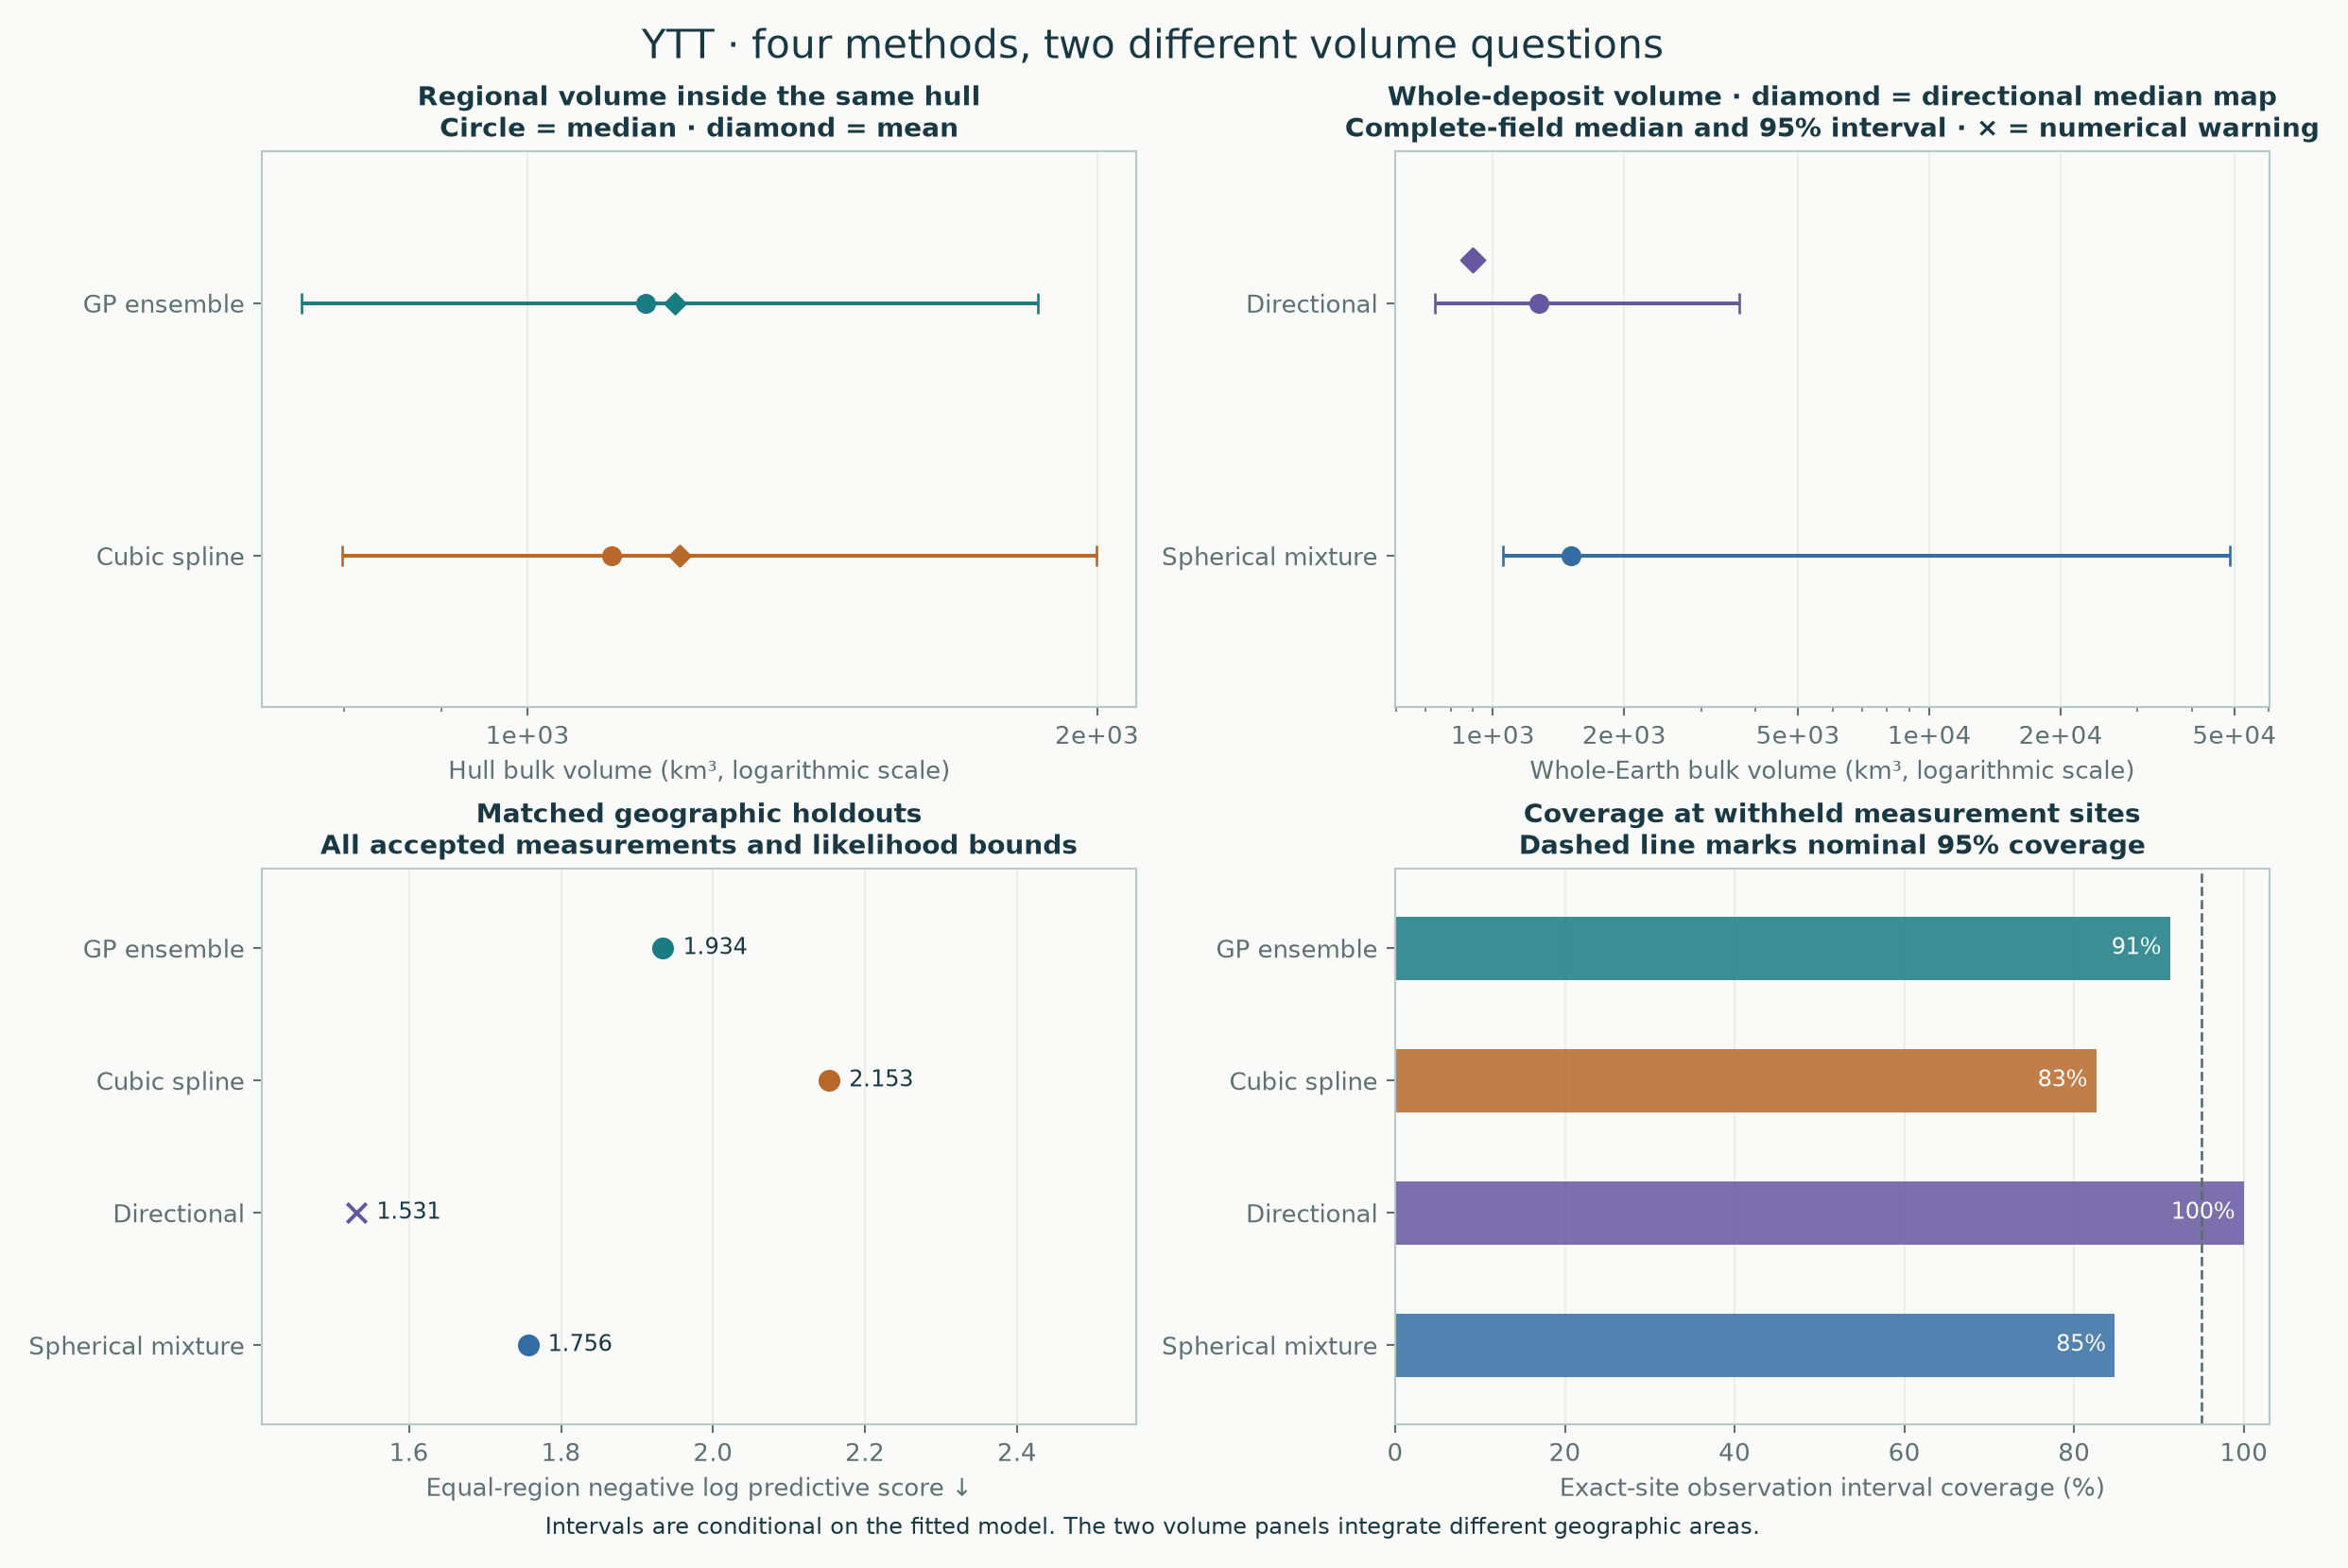 YTT · four methods, two different volume questions
Regional volume inside the same hull
Circle = median · diamond = mean
GP ensemble
Cubic spline
1e+03
2e+03
Hull bulk volume (km³, logarithmic scale)
Whole-deposit volume · diamond = directional median map
Complete-field median and 95% interval · × = numerical warning
Directional
Spherical mixture
1e+03
2e+03
5e+03
1e+04
2e+04
5e+04
Whole-Earth bulk volume (km³, logarithmic scale)
Matched geographic holdouts
All accepted measurements and likelihood bounds
GP ensemble
1.934
Cubic spline
2.153
Directional
1.531
Spherical mixture
1.756
1.6
1.8
2.0
2.2
2.4
Equal-region negative log predictive score ↓
Coverage at withheld measurement sites
Dashed line marks nominal 95% coverage
GP ensemble
91%
Cubic spline
83%
Directional
100%
Spherical mixture
85%
0
20
40
60
80
100
Exact-site observation interval coverage (%)
Intervals are conditional on the fitted model. The two volume panels integrate different geographic areas.